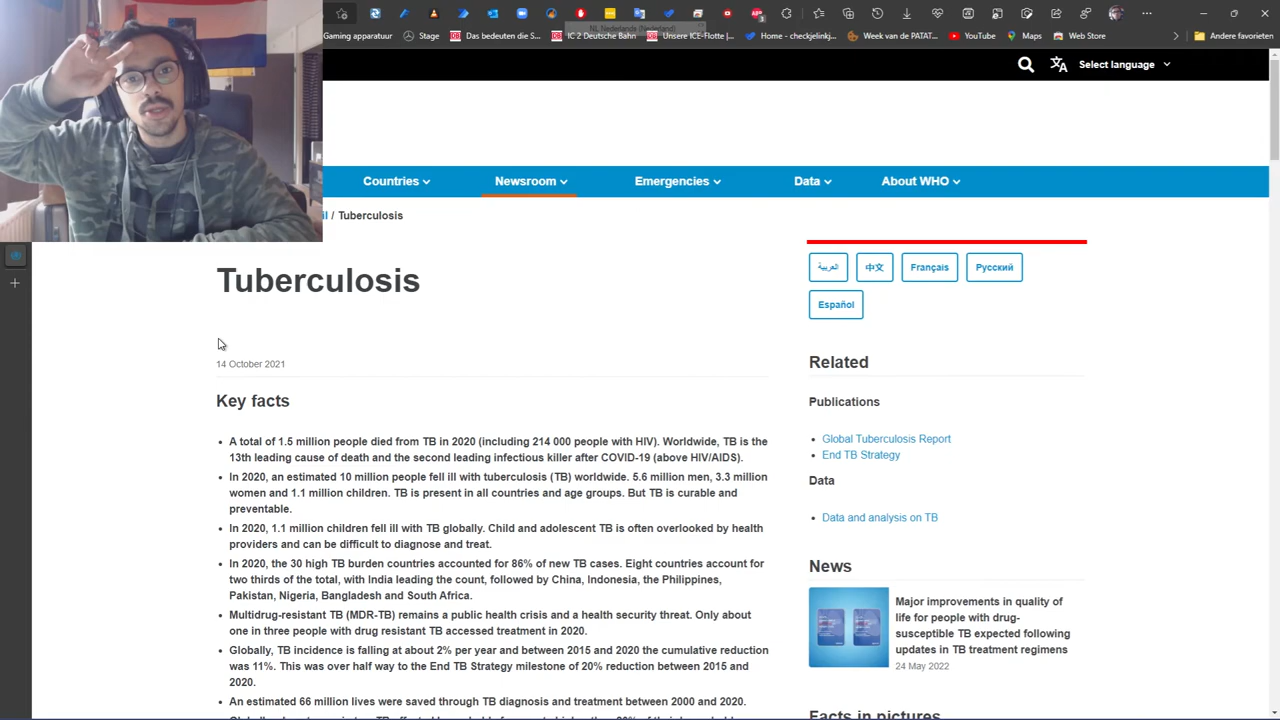 NL Nederlands (Nederland)
Gaming apparatuur
Stage
Das bedeuten die S...
IC 2 Deutsche Bahn
Unsere ICE-Flotte |...
Home - checkjelinkj...
Week van de PATAT...
YouTube
Maps
Web Store
Andere favorieten
Select language
Countries
Newsroom
Emergencies
Data
About WHO
il / Tuberculosis
Tuberculosis
14 October 2021
Key facts
• A total of 1.5 million people died from TB in 2020 (including 214 000 people with HIV). Worldwide, TB is the
13th leading cause of death and the second leading infectious killer after COVID-19 (above HIV/AIDS).
• In 2020, an estimated 10 million people fell ill with tuberculosis (TB) worldwide. 5.6 million men, 3.3 million
women and 1.1 million children. TB is present in all countries and age groups. But TB is curable and
preventable.
• In 2020, 1.1 million children fell ill with TB globally. Child and adolescent TB is often overlooked by health
providers and can be difficult to diagnose and treat.
• In 2020, the 30 high TB burden countries accounted for 86% of new TB cases. Eight countries account for
two thirds of the total, with India leading the count, followed by China, Indonesia, the Philippines,
Pakistan, Nigeria, Bangladesh and South Africa.
• Multidrug-resistant TB (MDR-TB) remains a public health crisis and a health security threat. Only about
one in three people with drug resistant TB accessed treatment in 2020.
• Globally, TB incidence is falling at about 2% per year and between 2015 and 2020 the cumulative reduction
was 11%. This was over half way to the End TB Strategy milestone of 20% reduction between 2015 and
2020.
• An estimated 66 million lives were saved through TB diagnosis and treatment between 2000 and 2020.
العربية
中文
Français
Русский
Español
Related
Publications
• Global Tuberculosis Report
• End TB Strategy
Data
• Data and analysis on TB
News
Major improvements in quality of
life for people with drug-
susceptible TB expected following
updates in TB treatment regimens
24 May 2022
Facts in pictures